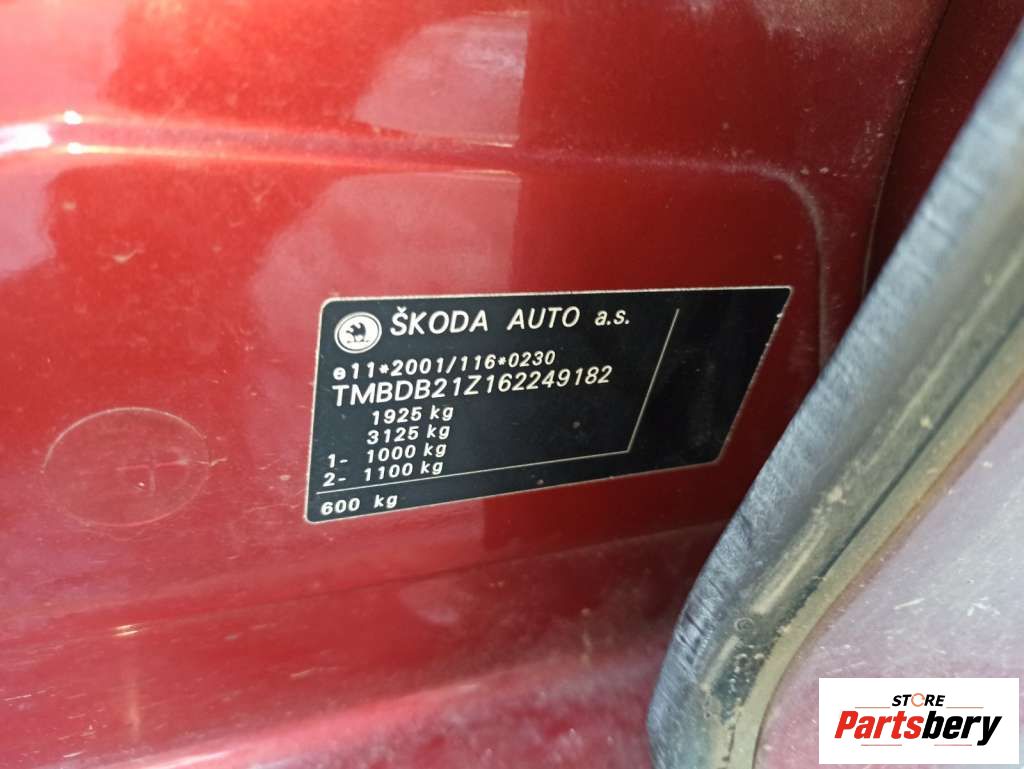 ŠKODA AUTO a.s.
e11*2001/116*0230
TMBDB21Z162249182
1925 kg
3125 kg
1- 1000 kg
2- 1100 kg
600 kg
STORE
Partsbery